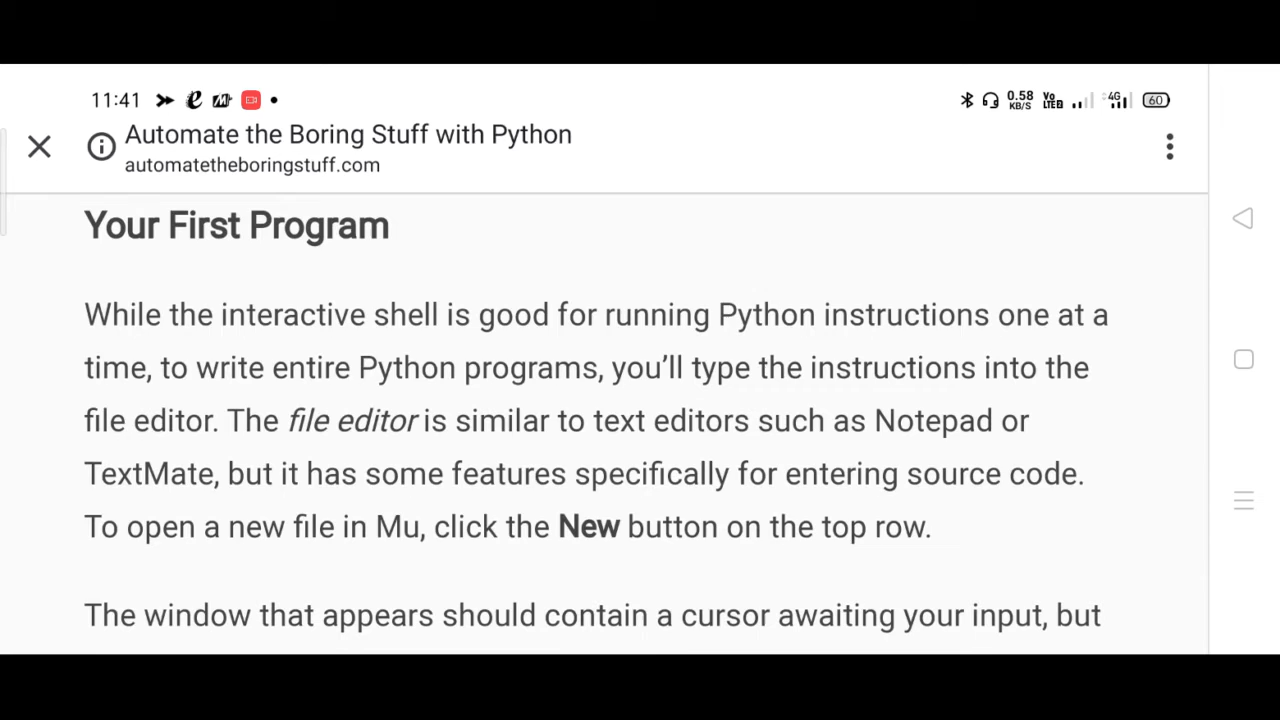 11:41
0.58 KB/S
Vo LTE2
4G
60
Automate the Boring Stuff with Python
automatetheboringstuff.com
Your First Program
While the interactive shell is good for running Python instructions one at a
time, to write entire Python programs, you’ll type the instructions into the
file editor. The file editor is similar to text editors such as Notepad or
TextMate, but it has some features specifically for entering source code.
To open a new file in Mu, click the New button on the top row.
The window that appears should contain a cursor awaiting your input, but